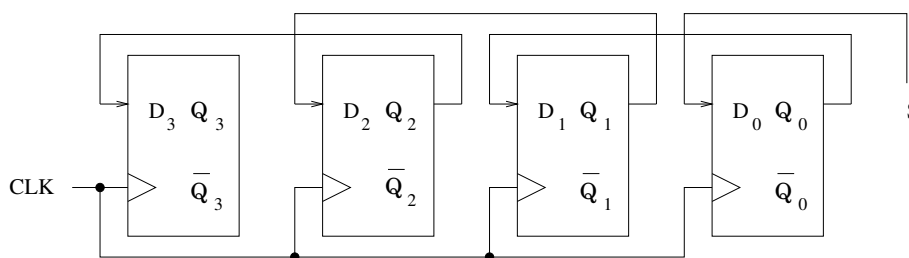 D₃ Q₃ D₂ Q₂ D₁ Q₁ D₀ Q₀
CLK Q̅₃ Q̅₂ Q̅₁ Q̅₀